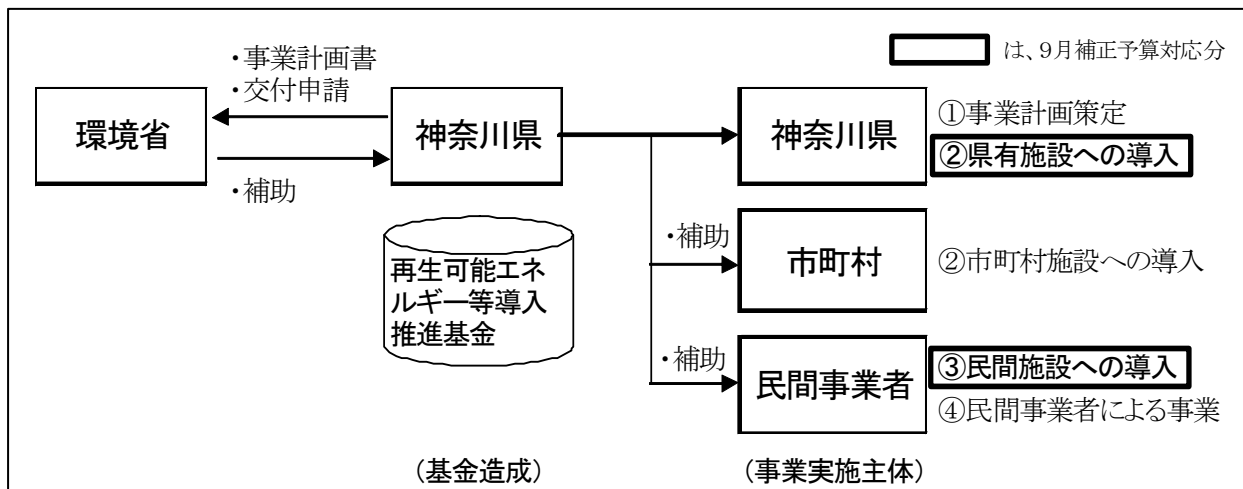 は、9月補正予算対応分
・事業計画書
・交付申請
環境省
神奈川県
神奈川県
①事業計画策定
②県有施設への導入
・補助
再生可能エネ
ルギー等導入
推進基金
・補助
市町村
②市町村施設への導入
・補助
民間事業者
③民間施設への導入
④民間事業者による事業
(基金造成)
(事業実施主体)